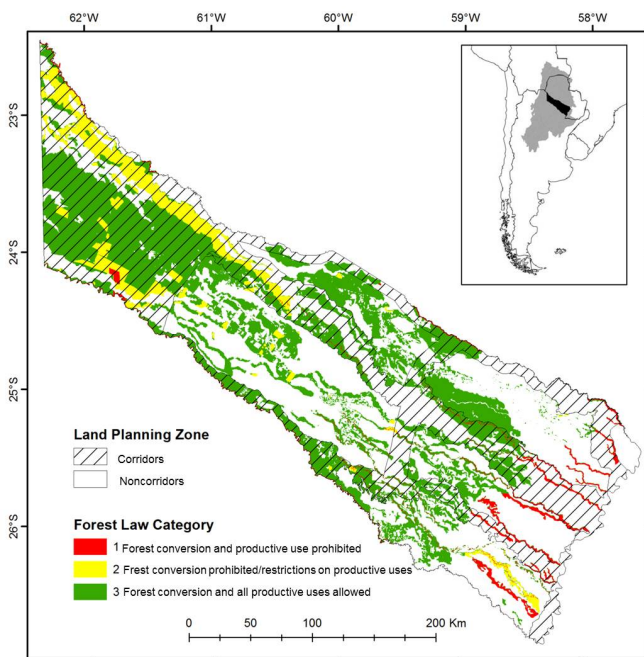 62°W 61°W 60°W 59°W 58°W
23°S
24°S
25°S
26°S
Land Planning Zone
Corridors
Noncorridors
Forest Law Category
1 Forest conversion and productive use prohibited
2 Frest conversion prohibited/restrictions on productive uses
3 Forest conversion and all productive uses allowed
0 50 100 200 Km